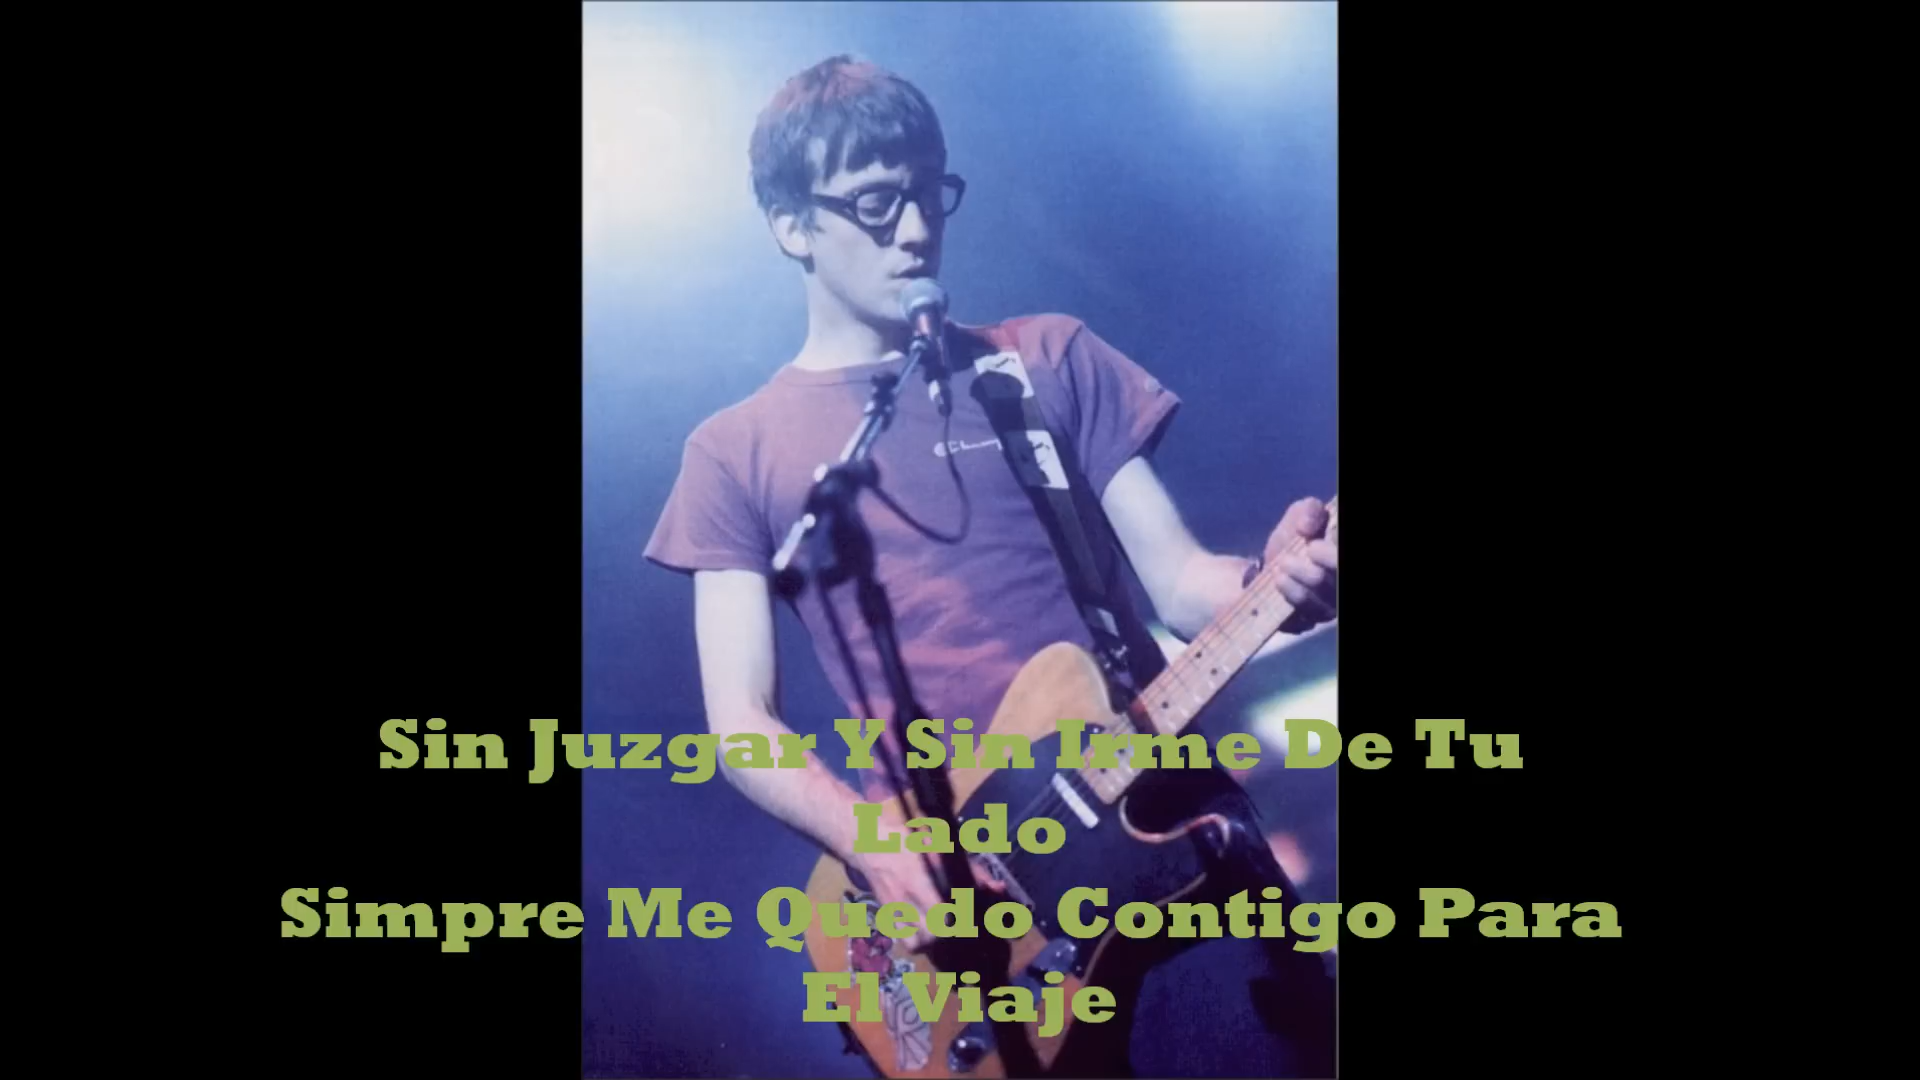 Sin Juzgar Y Sin Irme De Tu
Lado
Simpre Me Quedo Contigo Para
El Viaje